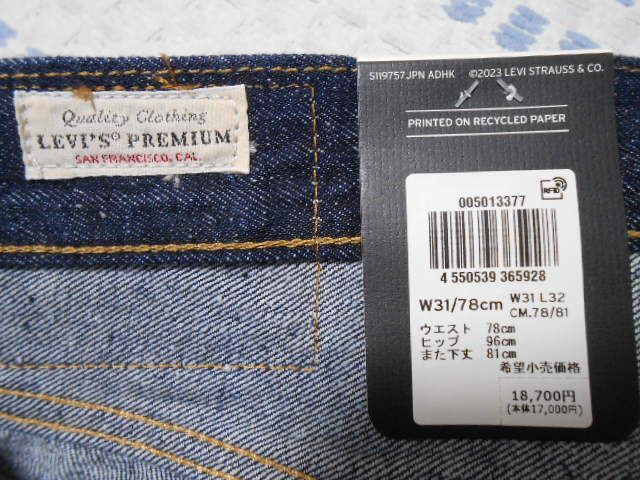 Quality Clothing
LEVI'S® PREMIUM
SAN FRANCISCO, CAL.
S119757JPN ADHK ©2023 LEVI STRAUSS & CO.
PRINTED ON RECYCLED PAPER
RFID
005013377
4 550539 365928
W31/78cm
W31 L32
CM.78/81
ウエスト 78cm
ヒップ 96cm
また下丈 81cm
希望小売価格
18,700円
(本体17,000円)